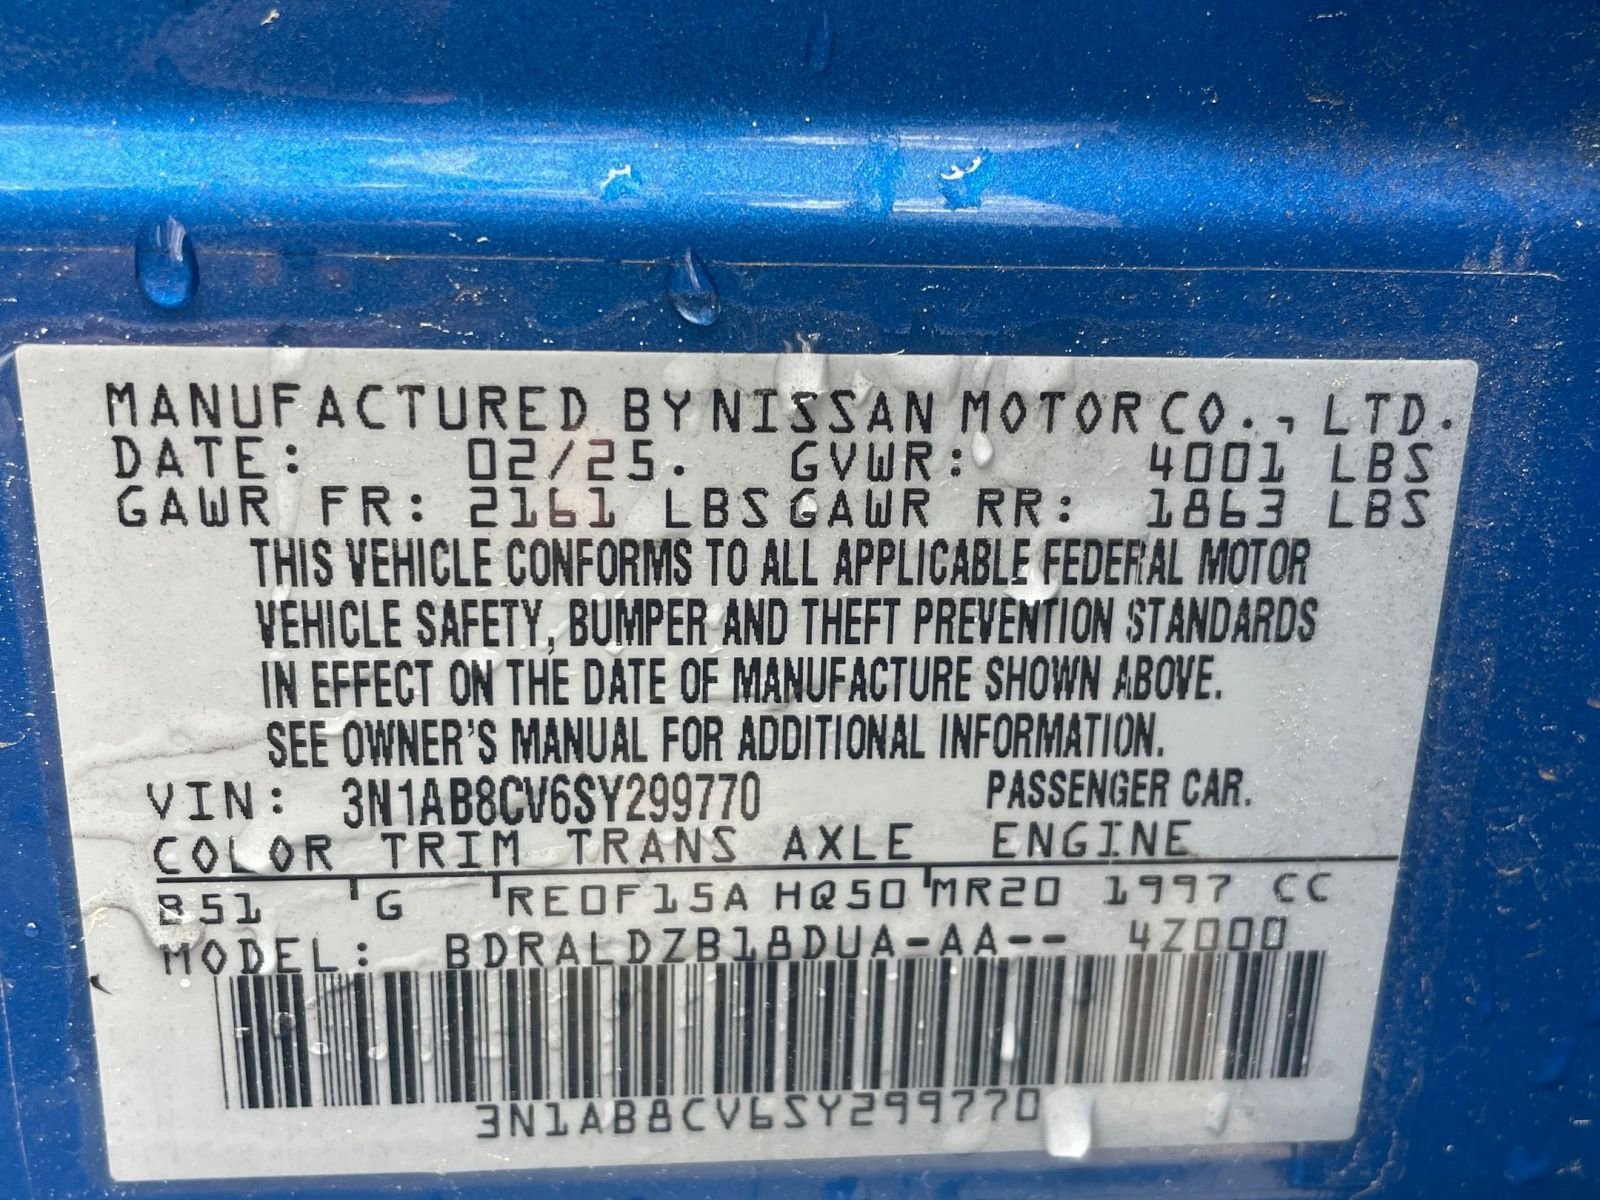 MANUFACTURED BY NISSAN MOTOR CO., LTD.
DATE: 02/25. GVWR: 4001 LBS
GAWR FR: 2161 LBS GAWR RR: 1863 LBS
THIS VEHICLE CONFORMS TO ALL APPLICABLE FEDERAL MOTOR
VEHICLE SAFETY, BUMPER AND THEFT PREVENTION STANDARDS
IN EFFECT ON THE DATE OF MANUFACTURE SHOWN ABOVE.
SEE OWNER'S MANUAL FOR ADDITIONAL INFORMATION.
VIN: 3N1AB8CV6SY299770 PASSENGER CAR.
COLOR TRIM TRANS AXLE ENGINE
B51 G RE0F15A HQ50 MR20 1997 CC
MODEL: BDRALDZB18DUA-AA-- 4Z000
3N1AB8CV6SY299770